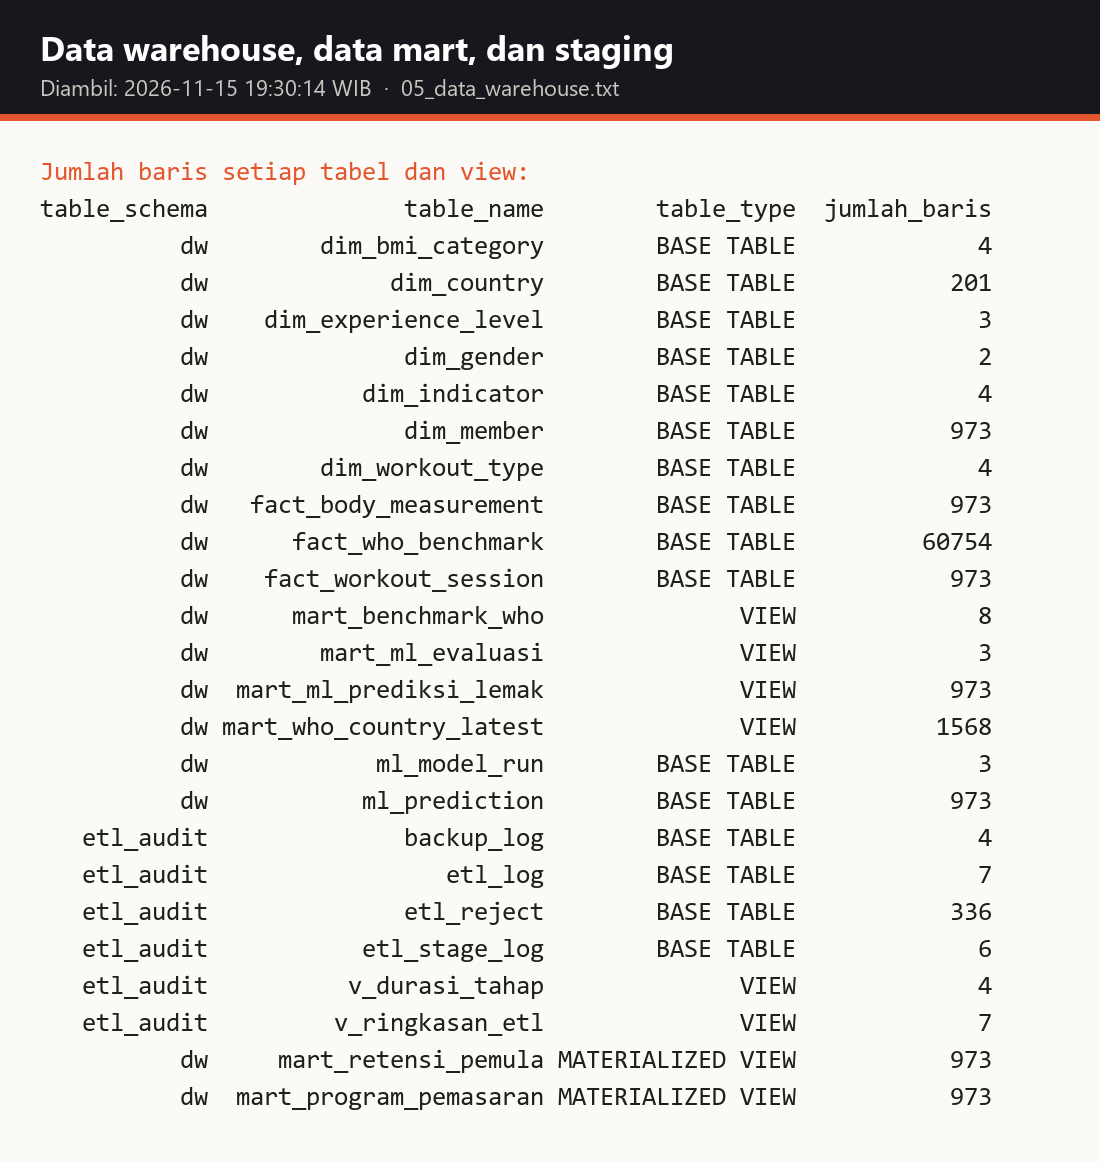 Data warehouse, data mart, dan staging
Diambil: 2026-11-15 19:30:14 WIB · 05_data_warehouse.txt
Jumlah baris setiap tabel dan view:
table_schema table_name table_type jumlah_baris
dw dim_bmi_category BASE TABLE 4
dw dim_country BASE TABLE 201
dw dim_experience_level BASE TABLE 3
dw dim_gender BASE TABLE 2
dw dim_indicator BASE TABLE 4
dw dim_member BASE TABLE 973
dw dim_workout_type BASE TABLE 4
dw fact_body_measurement BASE TABLE 973
dw fact_who_benchmark BASE TABLE 60754
dw fact_workout_session BASE TABLE 973
dw mart_benchmark_who VIEW 8
dw mart_ml_evaluasi VIEW 3
dw mart_ml_prediksi_lemak VIEW 973
dw mart_who_country_latest VIEW 1568
dw ml_model_run BASE TABLE 3
dw ml_prediction BASE TABLE 973
etl_audit backup_log BASE TABLE 4
etl_audit etl_log BASE TABLE 7
etl_audit etl_reject BASE TABLE 336
etl_audit etl_stage_log BASE TABLE 6
etl_audit v_durasi_tahap VIEW 4
etl_audit v_ringkasan_etl VIEW 7
dw mart_retensi_pemula MATERIALIZED VIEW 973
dw mart_program_pemasaran MATERIALIZED VIEW 973